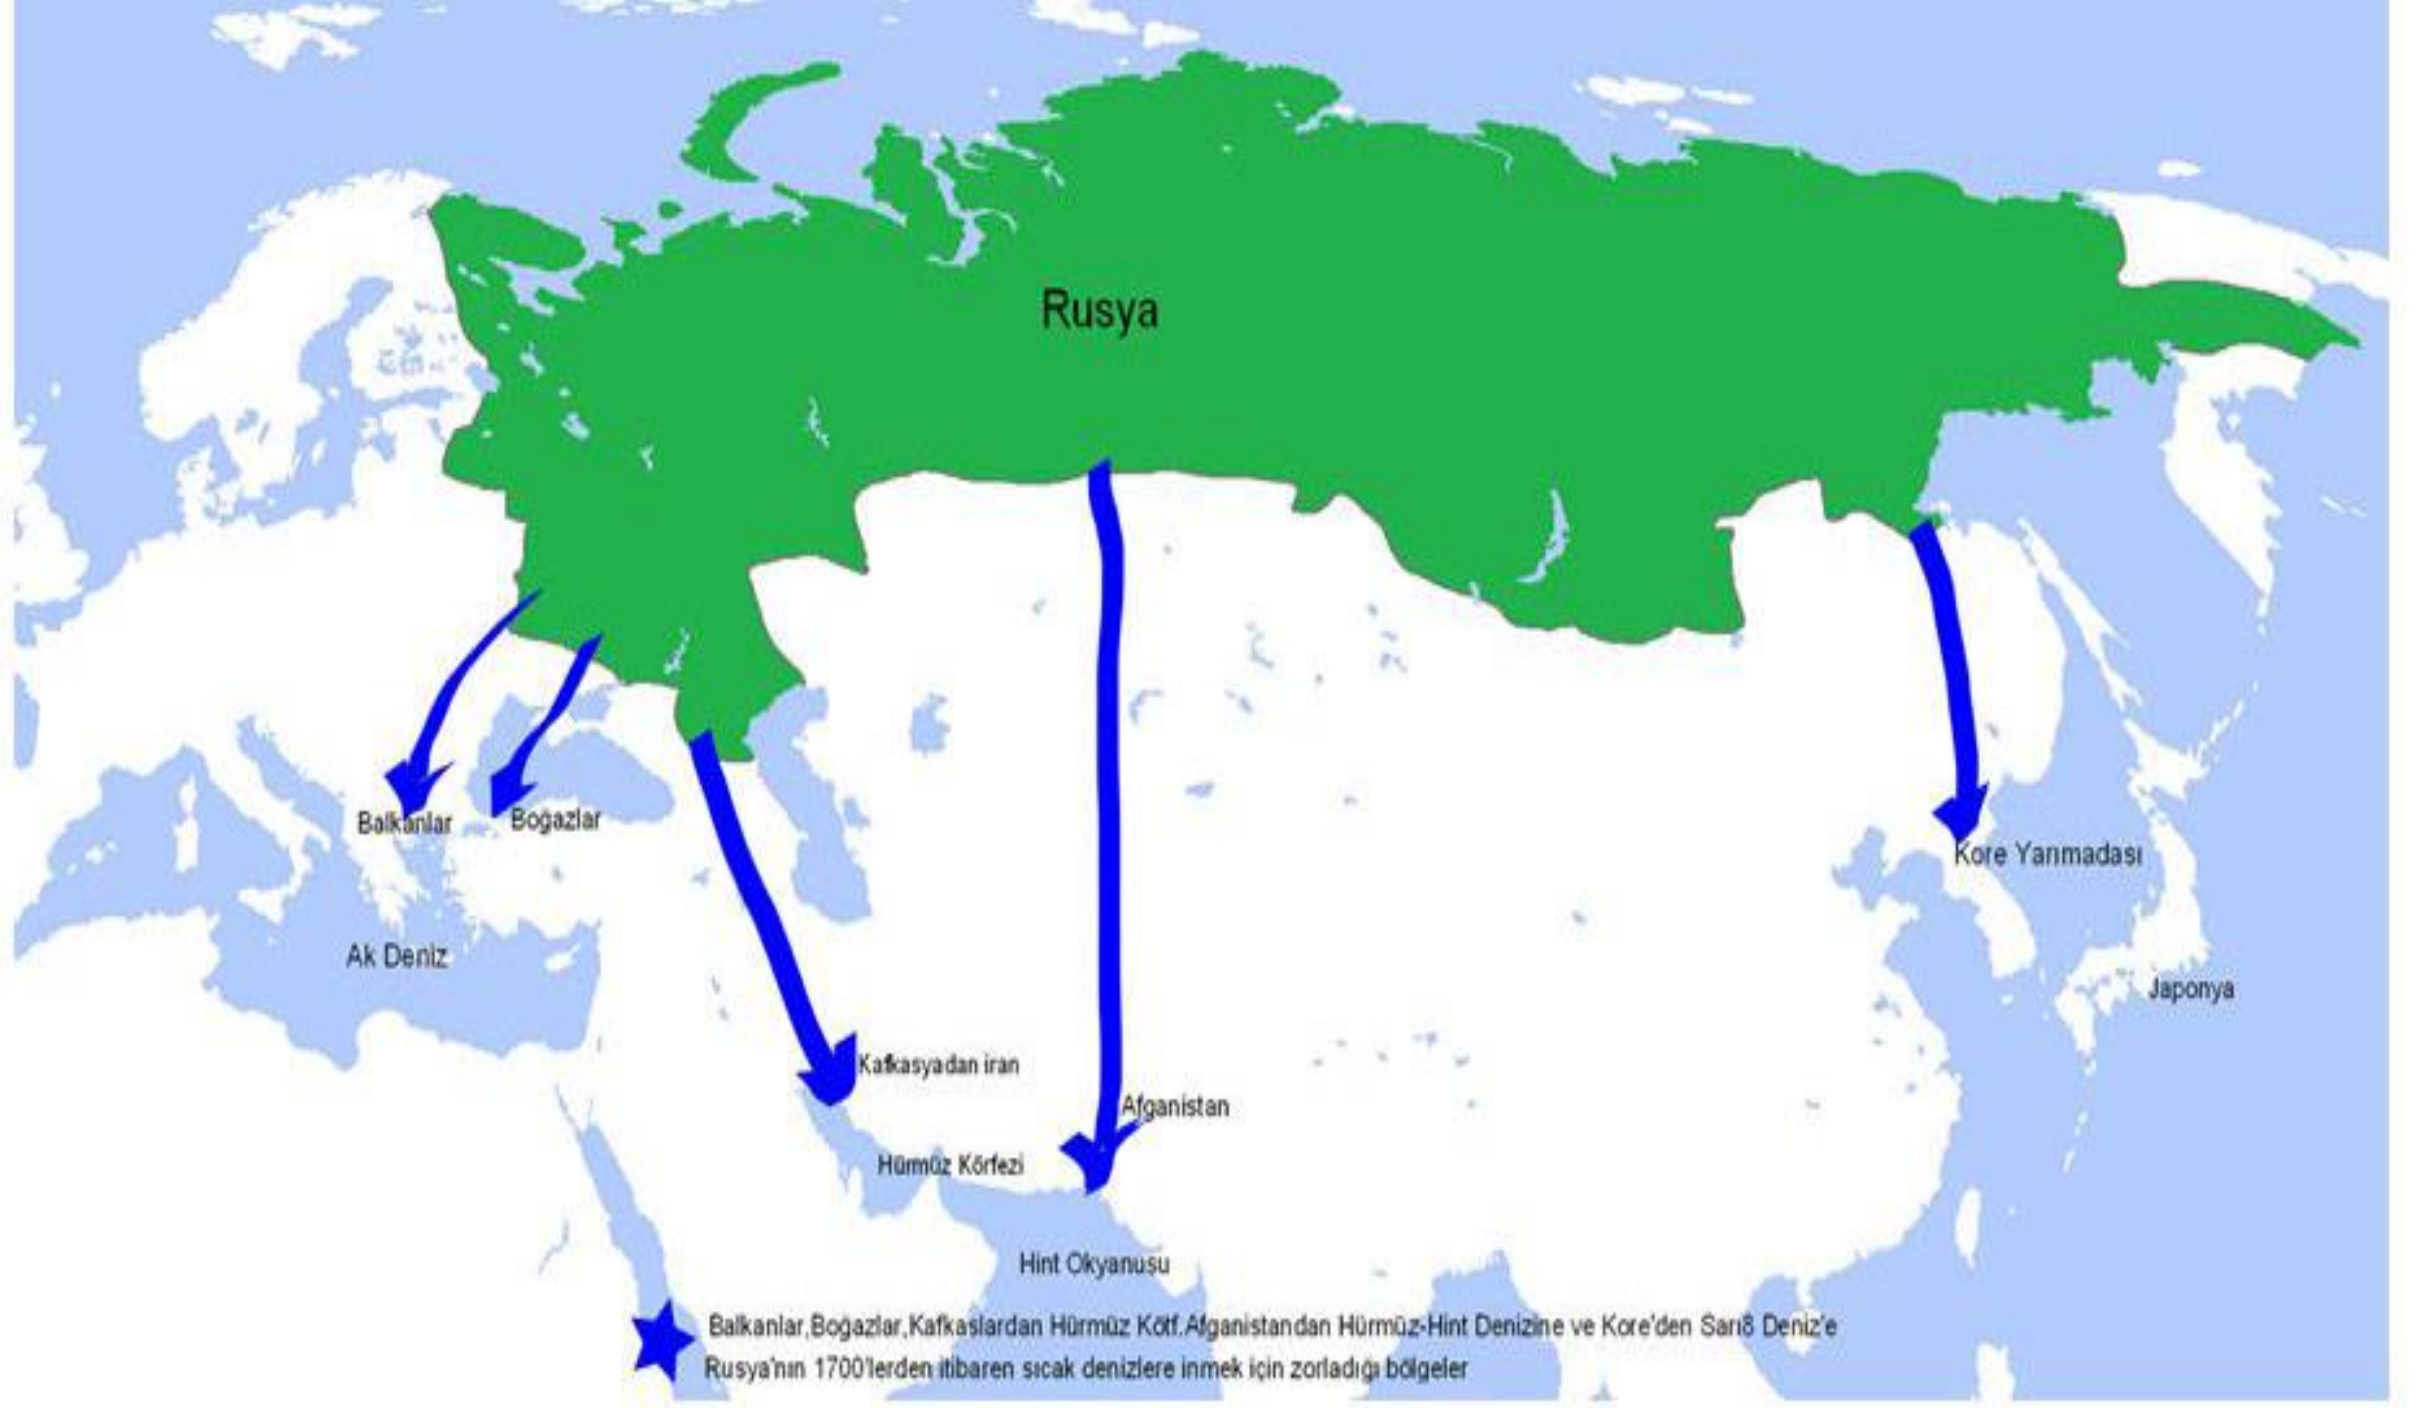 Rusya
Balkanlar
Boğazlar
Kore Yarımadası
Ak Deniz
Japonya
Kafkasyadan iran
Afganistan
Hürmüz Körfezi
Hint Okyanusu
Balkanlar,Boğazlar,Kafkaslardan Hürmüz Kötf.Afganistandan Hürmüz-Hint Denizine ve Kore'den Sarı8 Deniz'e
Rusya'nın 1700'lerden itibaren sıcak denizlere inmek için zorladığı bölgeler